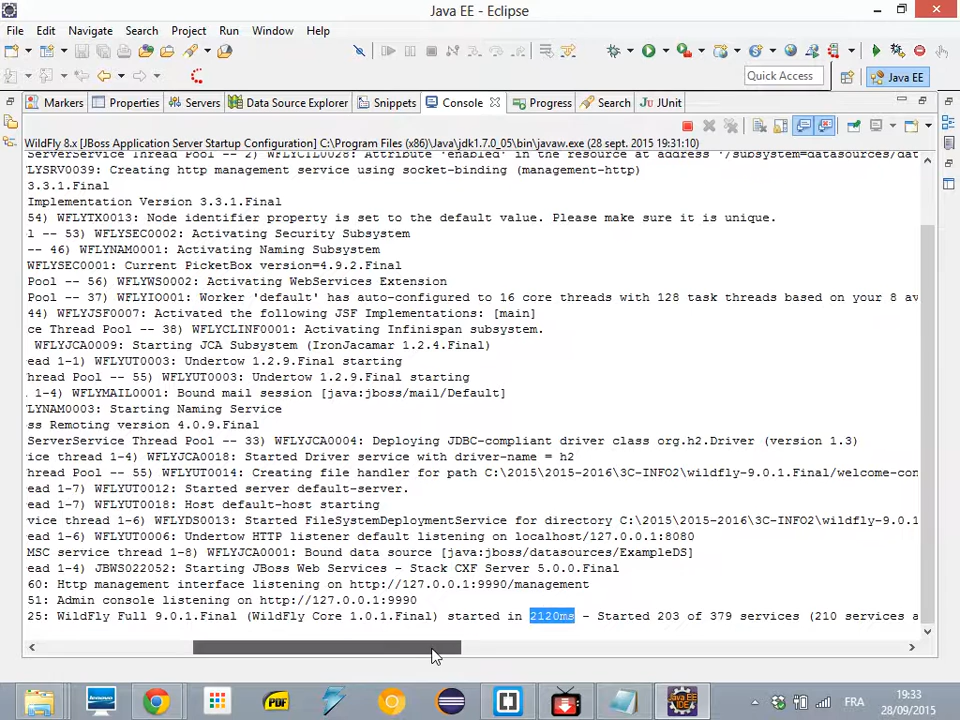 Java EE - Eclipse
File Edit Navigate Search Project Run Window Help
Quick Access Java EE
Markers Properties Servers Data Source Explorer Snippets Console Progress Search JUnit
WildFly 8.x [JBoss Application Server Startup Configuration] C:\Program Files (x86)\Java\jdk1.7.0_05\bin\javaw.exe (28 sept. 2015 19:31:10)
ServerService Thread Pool -- 2) WFLYCTL0028: Attribute 'enabled' in the resource at address '/subsystem=datasources/dat
LYSRV0039: Creating http management service using socket-binding (management-http)
3.3.1.Final
Implementation Version 3.3.1.Final
54) WFLYTX0013: Node identifier property is set to the default value. Please make sure it is unique.
l -- 53) WFLYSEC0002: Activating Security Subsystem
-- 46) WFLYNAM0001: Activating Naming Subsystem
WFLYSEC0001: Current PicketBox version=4.9.2.Final
Pool -- 56) WFLYWS0002: Activating WebServices Extension
Pool -- 37) WFLYIO001: Worker 'default' has auto-configured to 16 core threads with 128 task threads based on your 8 av
44) WFLYJSF0007: Activated the following JSF Implementations: [main]
ce Thread Pool -- 38) WFLYCLINF0001: Activating Infinispan subsystem.
WFLYJCA0009: Starting JCA Subsystem (IronJacamar 1.2.4.Final)
ead 1-1) WFLYUT0003: Undertow 1.2.9.Final starting
hread Pool -- 55) WFLYUT0003: Undertow 1.2.9.Final starting
. 1-4) WFLYMAIL0001: Bound mail session [java:jboss/mail/Default]
LYNAM0003: Starting Naming Service
ss Remoting version 4.0.9.Final
ServerService Thread Pool -- 33) WFLYJCA0004: Deploying JDBC-compliant driver class org.h2.Driver (version 1.3)
ice thread 1-4) WFLYJCA0018: Started Driver service with driver-name = h2
hread Pool -- 55) WFLYUT0014: Creating file handler for path C:\2015\2015-2016\3C-INFO2\wildfly-9.0.1.Final/welcome-con
ead 1-7) WFLYUT0012: Started server default-server.
ead 1-7) WFLYUT0018: Host default-host starting
vice thread 1-6) WFLYDS0013: Started FileSystemDeploymentService for directory C:\2015\2015-2016\3C-INFO2\wildfly-9.0.1
ead 1-6) WFLYUT0006: Undertow HTTP listener default listening on localhost/127.0.0.1:8080
MSC service thread 1-8) WFLYJCA0001: Bound data source [java:jboss/datasources/ExampleDS]
ead 1-4) JBWS022052: Starting JBoss Web Services - Stack CXF Server 5.0.0.Final
60: Http management interface listening on http://127.0.0.1:9990/management
51: Admin console listening on http://127.0.0.1:9990
25: WildFly Full 9.0.1.Final (WildFly Core 1.0.1.Final) started in 2120ms - Started 203 of 379 services (210 services a
FRA 19:33
28/09/2015